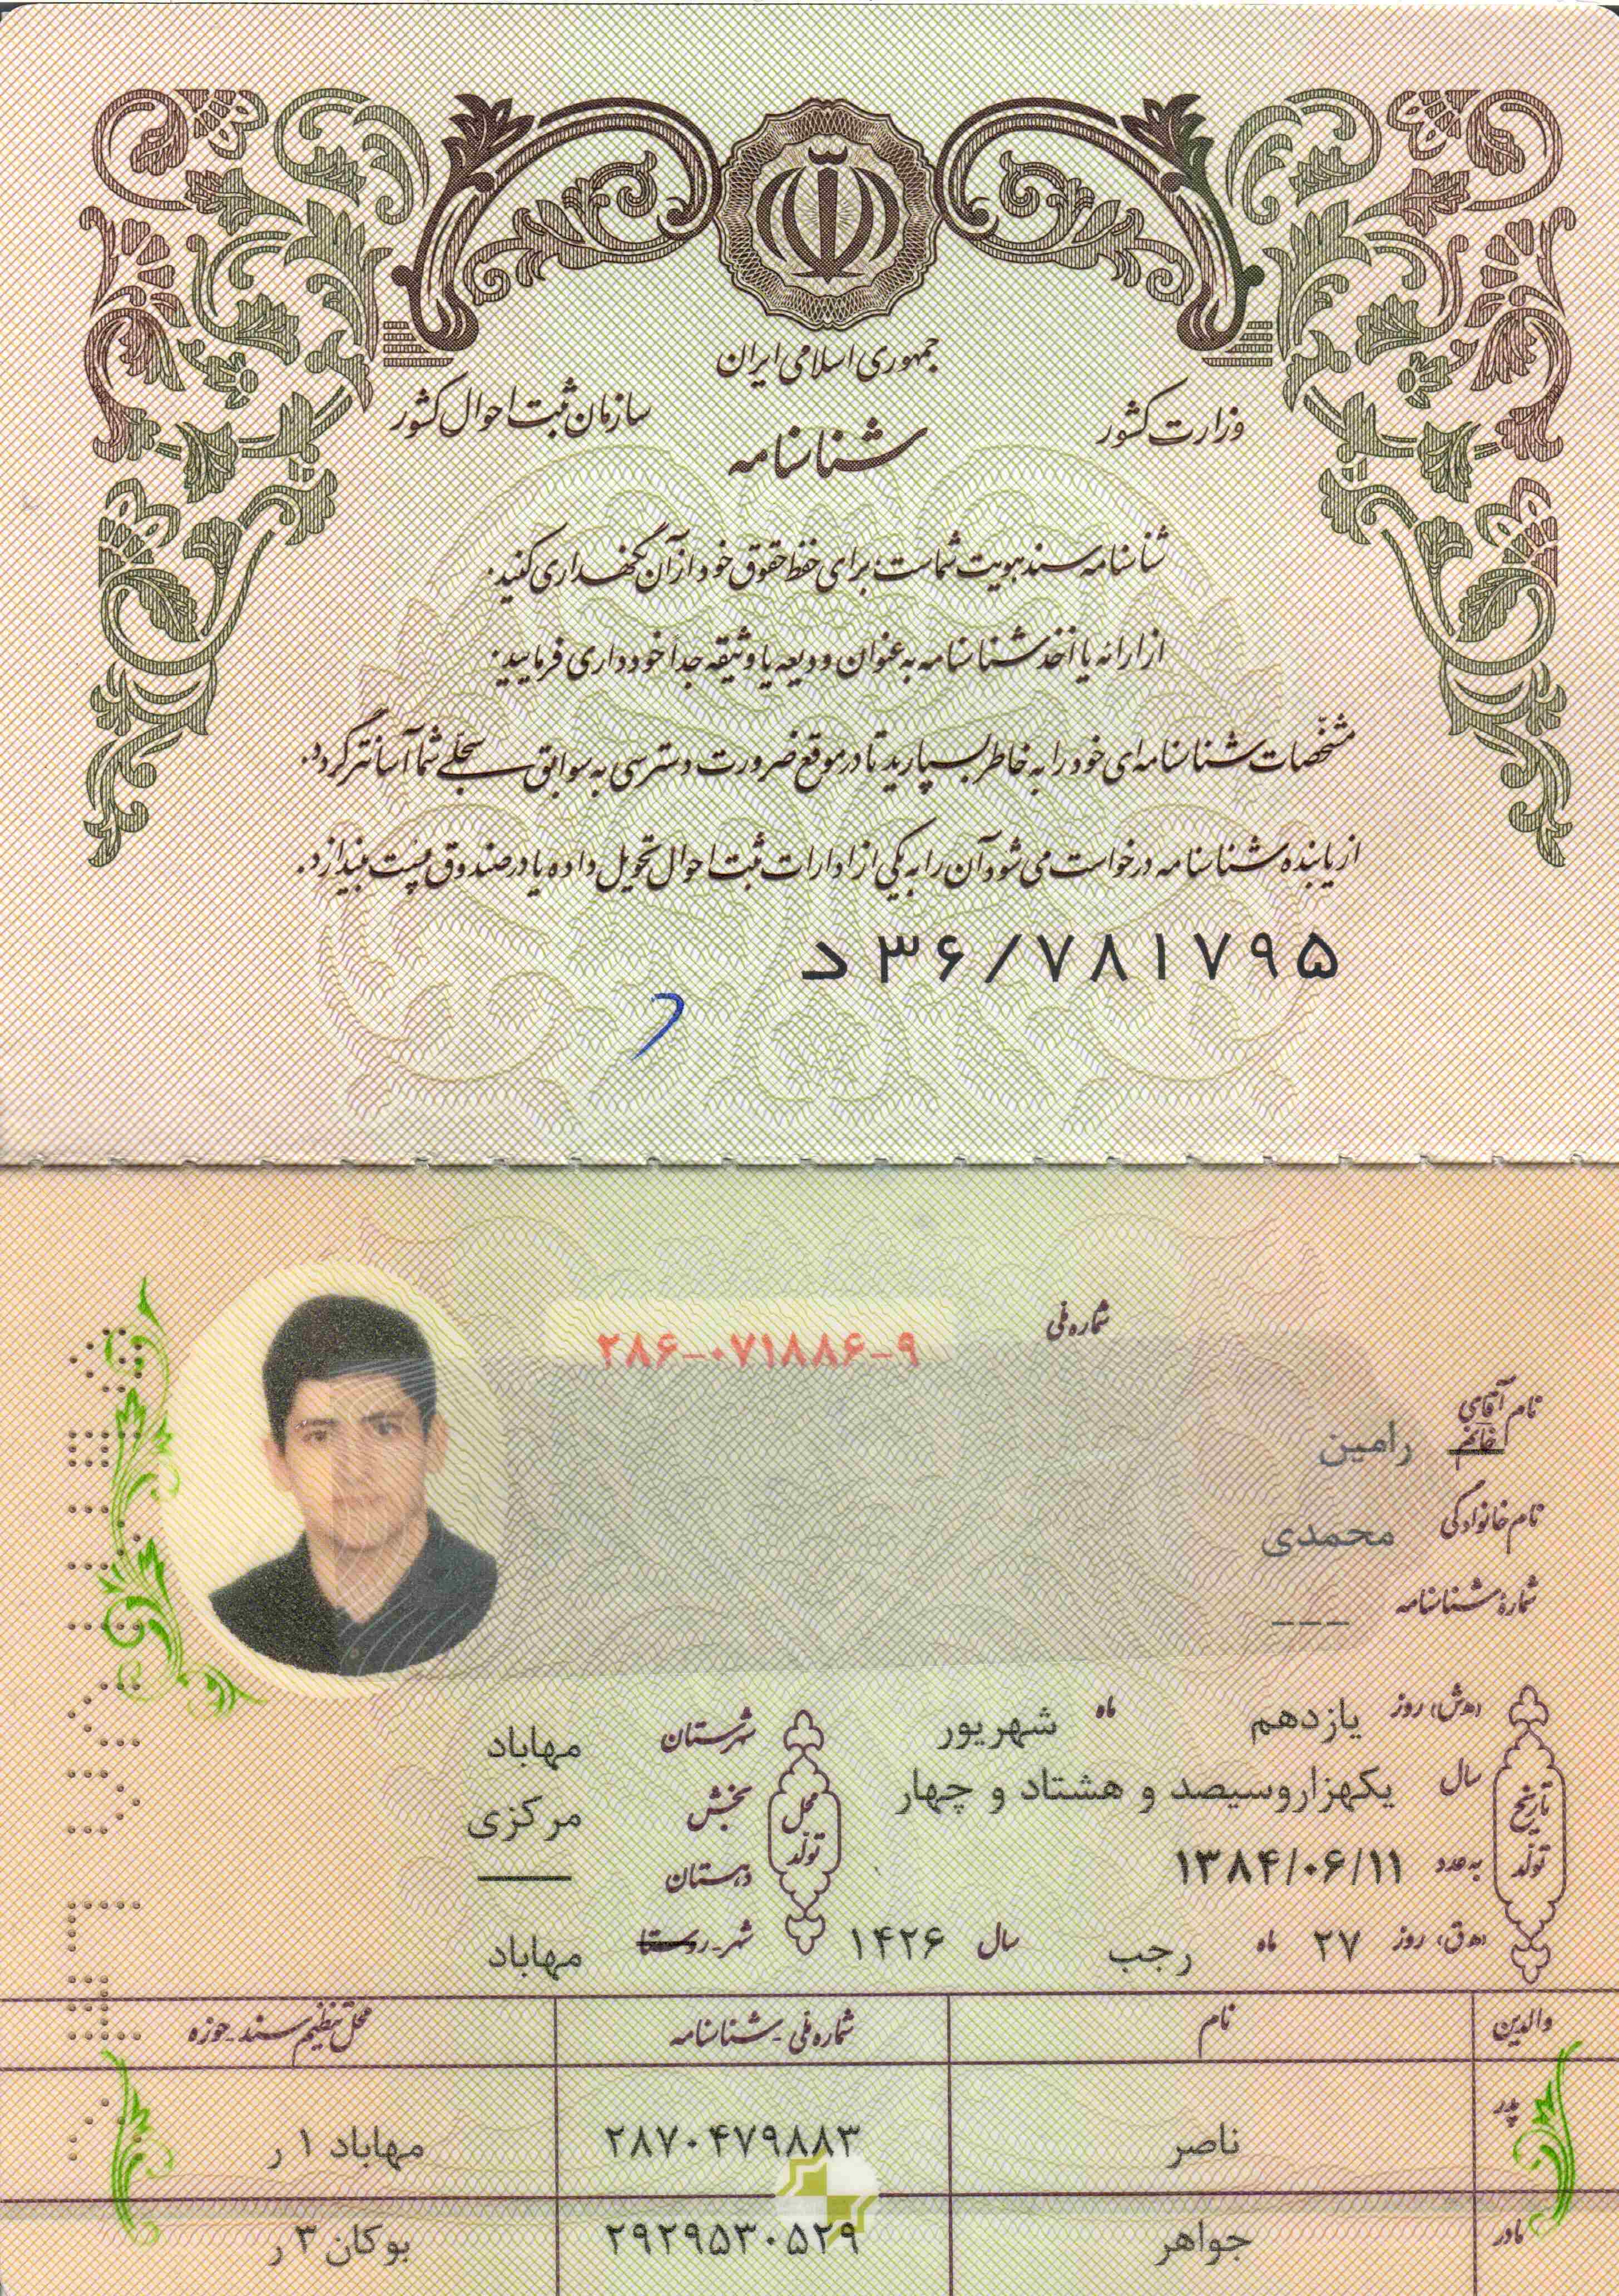 جمهوری اسلامی ایران
وزارت کشور
سازمان ثبت احوال کشور
شناسنامه
شناسنامه سند هویت شماست؛ برای حفظ حقوق خود از آن نگهداری کنید.
از ارائه یا اخذ شناسنامه به عنوان ودیعه یا وثیقه جداً خودداری فرمایید.
مشخّصات شناسنامه‌ای خود را به خاطر بسپارید تا در موقع ضرورت دسترسی به سوابق سجلّی شما آسانتر گردد.
از یابنده شناسنامه درخواست می شود آن را به یکی از ادارات ثبت احوال تحویل داده یا در صندوق پست بیندازد.
د۳۶/۷۸۱۷۹۵
شماره ملی ۲۸۶-۰۷۱۸۸۶-۹
نام آقای خانم رامین
نام خانوادگی محمدی
شمارهٔ شناسنامه ---
تاریخ تولّد
(ه‍.ش) روز یازدهم ماه شهریور
سال یکهزاروسیصد و هشتاد و چهار
به عدد ۱۳۸۴/۰۶/۱۱
(ه‍.ق) روز ۲۷ ماه رجب سال ۱۴۲۶
محل تولّد
شهرستان مهاباد
بخش مرکزی
دهستان ——
شهر-روستا مهاباد
والدین نام شماره ملی - شناسنامه محل تنظیم سند-حوزه
پدر ناصر ۲۸۷۰۴۷۹۸۸۳ مهاباد ۱ ر
مادر جواهر ۲۹۲۹۵۳۰۵۲۹ بوکان ۳ ر